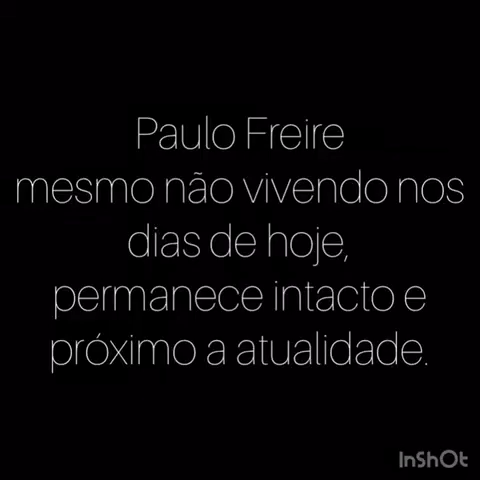 Paulo Freire
mesmo não vivendo nos
dias de hoje,
permanece intacto e
próximo a atualidade.
InShOt